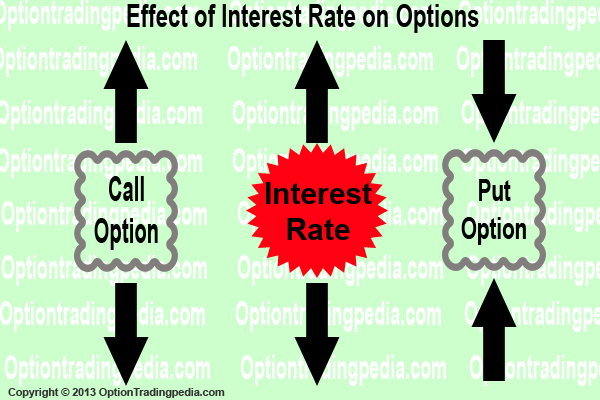 Effect of Interest Rate on Options
Optiontradingpedia.com
Call
Option
Interest
Rate
Put
Option
Copyright © 2013 OptionTradingpedia.com